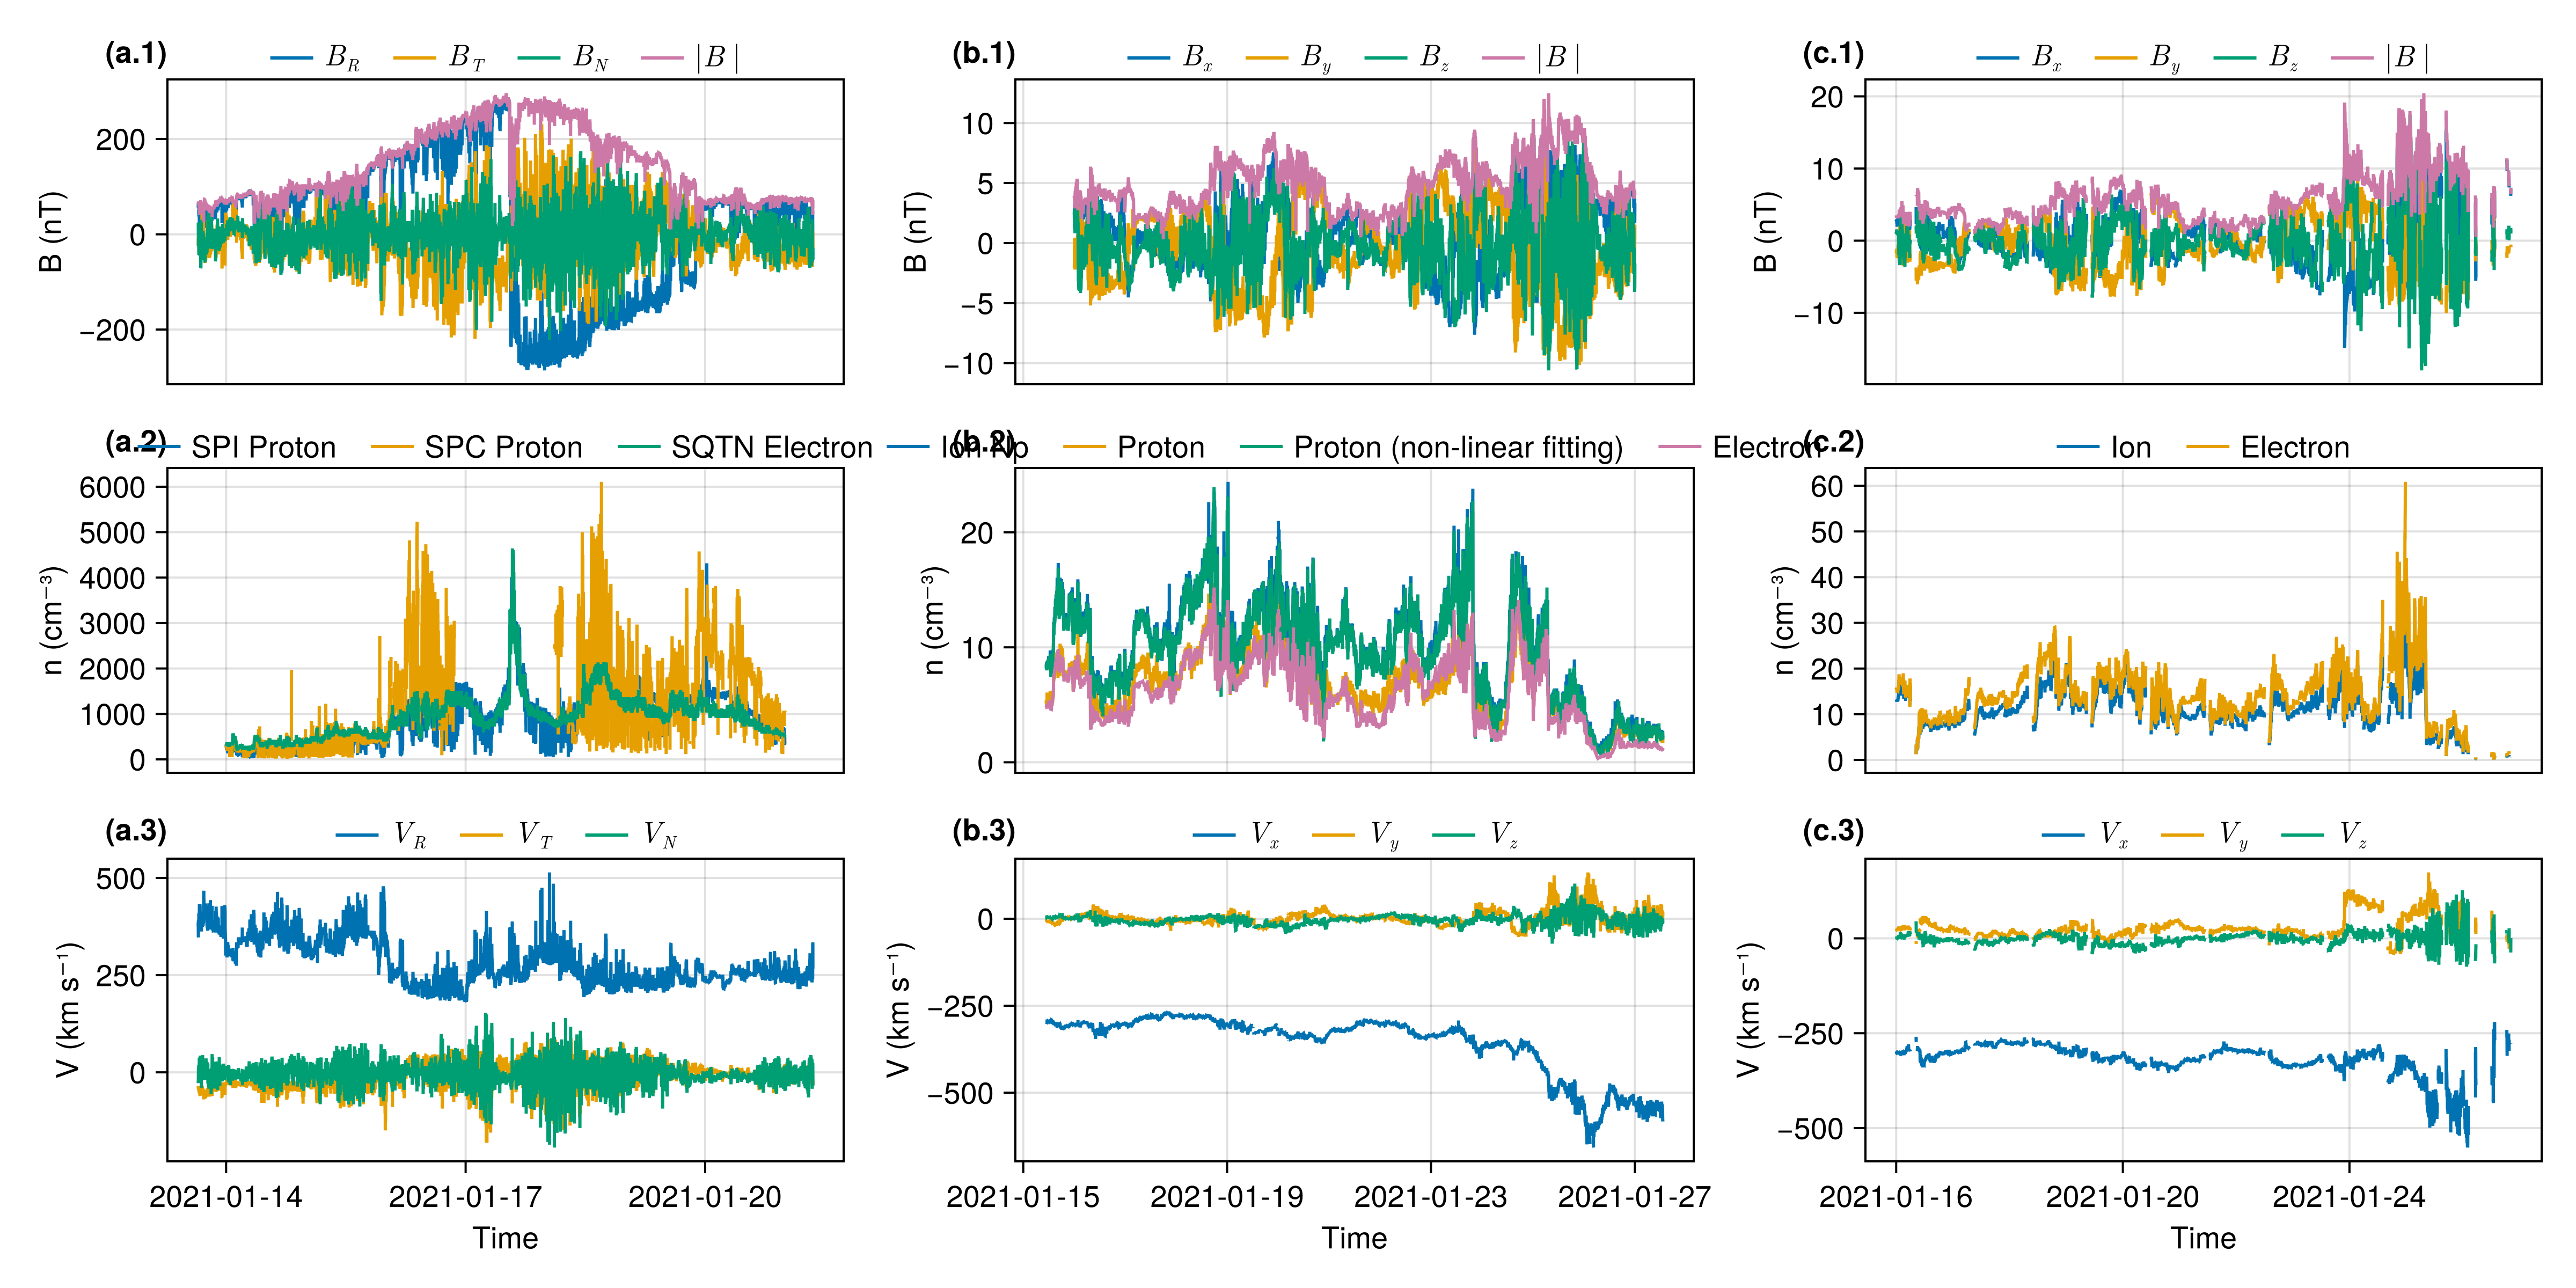 (a.1) B_R B_T B_N |B|
B (nT)
200
0
−200
(b.1) B_x B_y B_z |B|
B (nT)
10
5
0
−5
−10
(c.1) B_x B_y B_z |B|
B (nT)
20
10
0
−10
(a.2) SPI Proton SPC Proton SQTN Electron
n (cm⁻³)
6000
5000
4000
3000
2000
1000
0
(b.2) Ion Np Proton Proton (non-linear fitting) Electron
n (cm⁻³)
20
10
0
(c.2) Ion Electron
n (cm⁻³)
60
50
40
30
20
10
0
(a.3) V_R V_T V_N
V (km s⁻¹)
500
250
0
2021-01-14 2021-01-17 2021-01-20
Time
(b.3) V_x V_y V_z
V (km s⁻¹)
0
−250
−500
2021-01-15 2021-01-19 2021-01-23 2021-01-27
Time
(c.3) V_x V_y V_z
V (km s⁻¹)
0
−250
−500
2021-01-16 2021-01-20 2021-01-24
Time